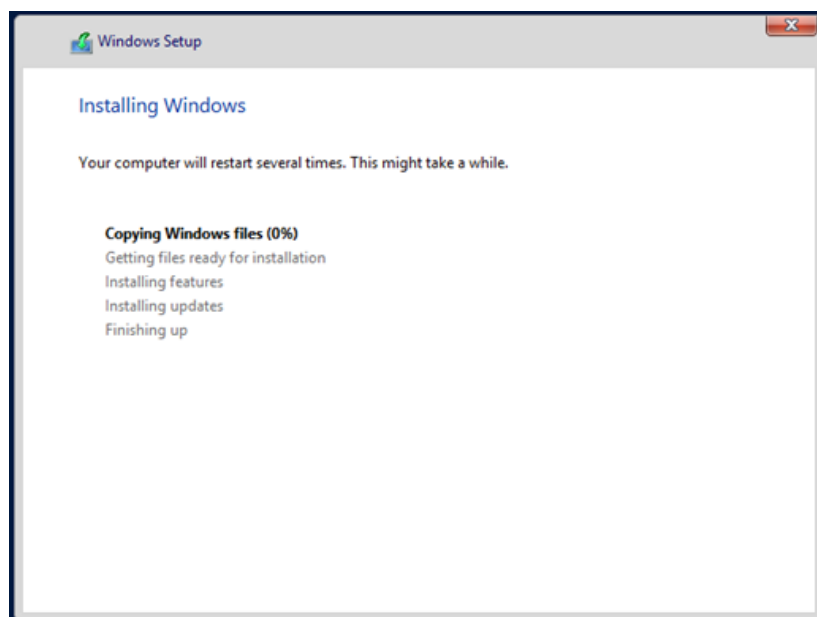 Windows Setup
Installing Windows
Your computer will restart several times. This might take a while.
Copying Windows files (0%)
Getting files ready for installation
Installing features
Installing updates
Finishing up